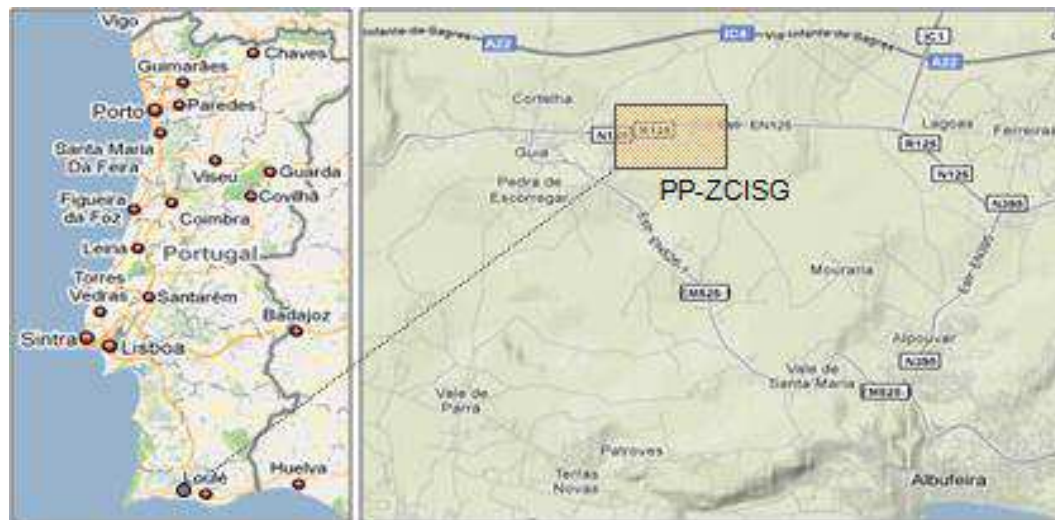 Vigo
Chaves
Guimarães
Porto
Paredes
Santa Maria
Da Feira
Viseu
Guarda
Figueira
da Foz
Covilhã
Coimbra
Leiria
Portugal
Torres
Vedras
Santarém
Badajoz
Sintra
Lisboa
Loulé
Huelva
A22
IC4
Via Infante de Sagres
IC1
A22
Cortelha
N125
EN125
Lagoas
Ferreiras
R125
Guia
N125
Pedra de
Escorregar
PP-ZCISG
N395
Mouraria
M526
Alpouvar
N395
Vale de
Santa Maria
Vale de
Parra
M526
Patroves
Terras
Novas
Albufeira